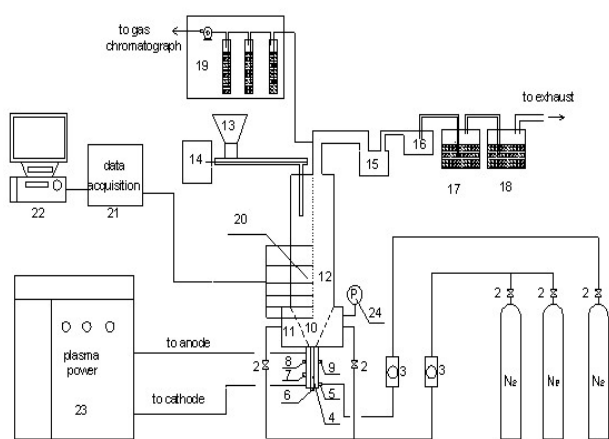 to gas
chromatograph
19
to exhaust
13
14
16
15
17
18
data
acquisition
22
21
20
12
2
2
2
P
24
11
10
to anode
plasma
power
2
8
9
2
3
3
7
N2
N2
N2
23
to cathode
6
5
4